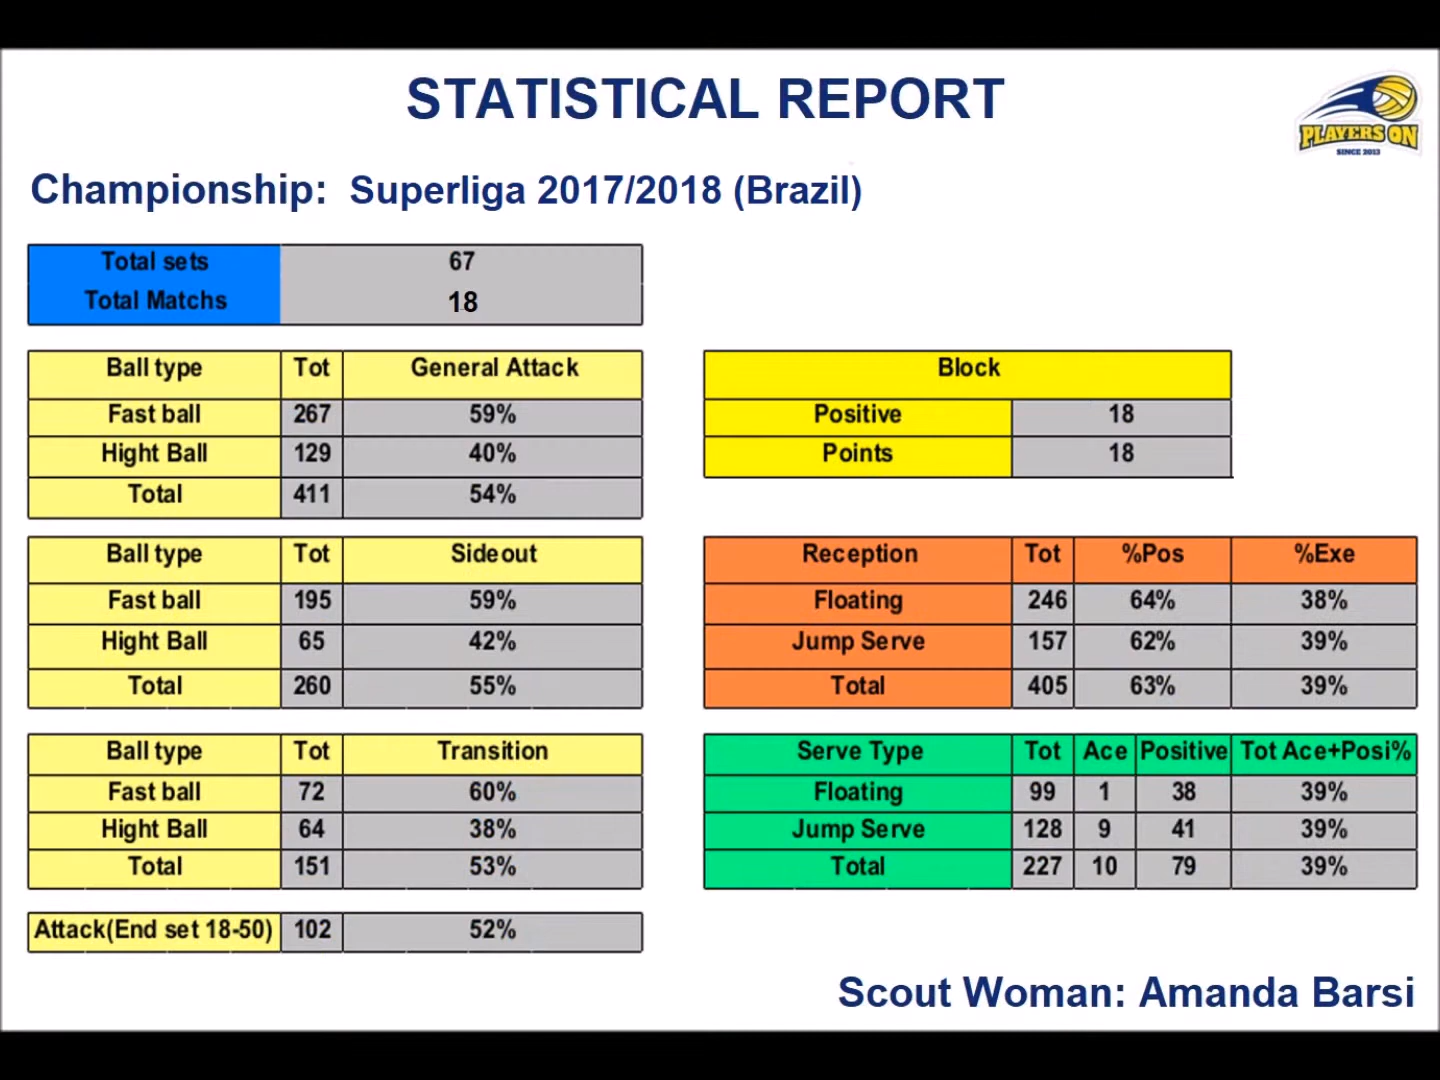 STATISTICAL REPORT
PLAYERS ON
SINCE 2013
Championship: Superliga 2017/2018 (Brazil)
Total sets 67
Total Matchs 18
Ball type Tot General Attack
Fast ball 267 59%
Hight Ball 129 40%
Total 411 54%
Block
Positive 18
Points 18
Ball type Tot Sideout
Fast ball 195 59%
Hight Ball 65 42%
Total 260 55%
Reception Tot %Pos %Exe
Floating 246 64% 38%
Jump Serve 157 62% 39%
Total 405 63% 39%
Ball type Tot Transition
Fast ball 72 60%
Hight Ball 64 38%
Total 151 53%
Serve Type Tot Ace Positive Tot Ace+Posi%
Floating 99 1 38 39%
Jump Serve 128 9 41 39%
Total 227 10 79 39%
Attack(End set 18-50) 102 52%
Scout Woman: Amanda Barsi